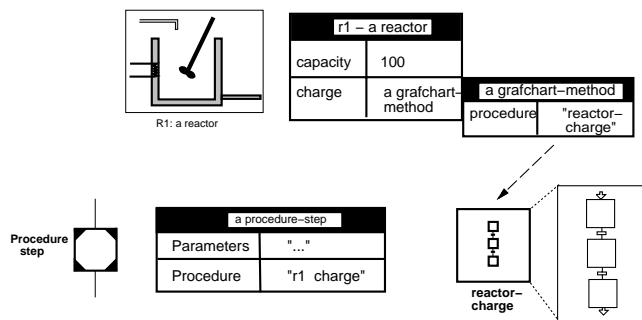 r1 – a reactor
capacity 100
charge a grafchart–
method
a grafchart–method
procedure "reactor–
charge"
R1: a reactor
Procedure
step
a procedure–step
Parameters "..."
Procedure "r1 charge"
reactor–
charge